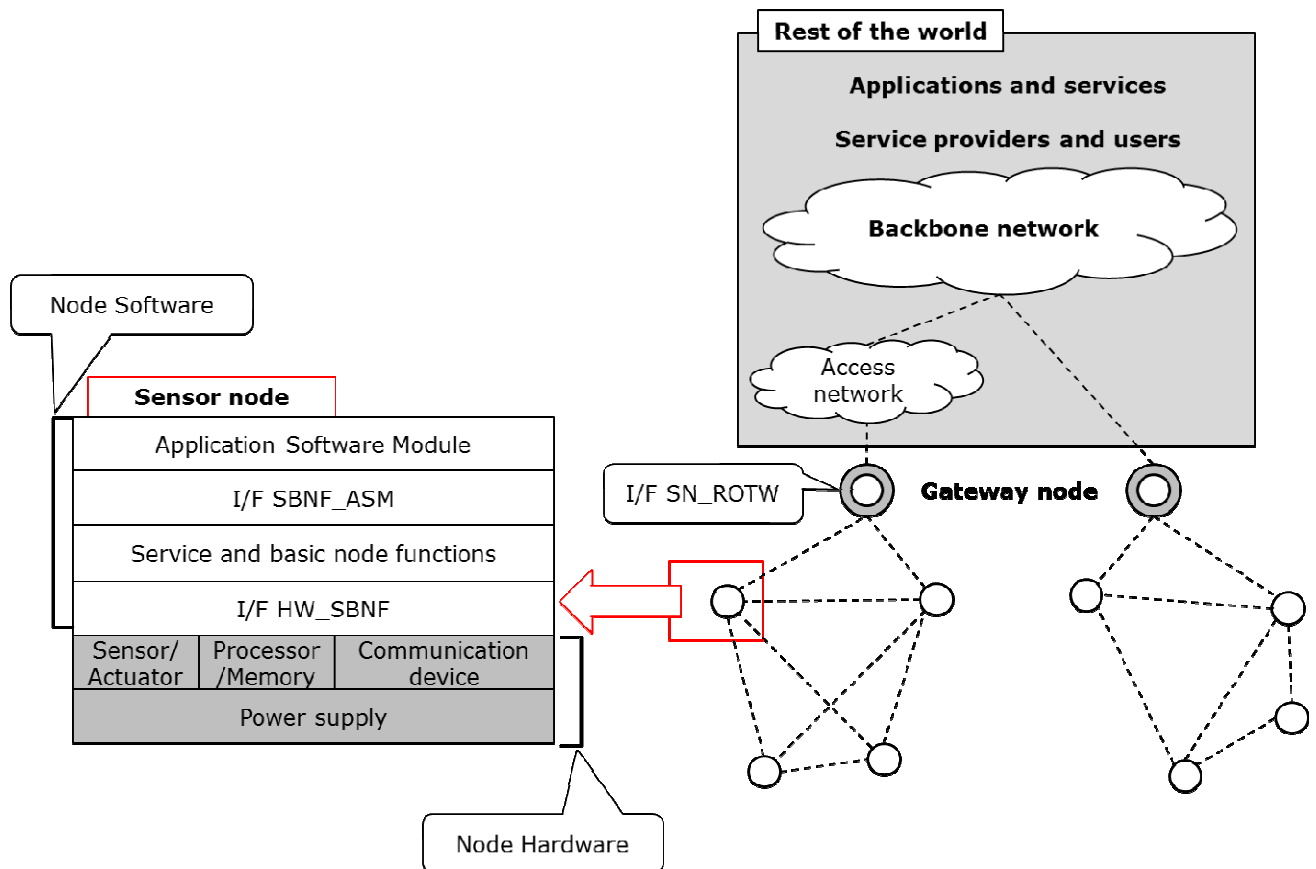 Rest of the world
Applications and services
Service providers and users
Backbone network
Access
network
I/F SN_ROTW
Gateway node
Node Software
Sensor node
Application Software Module
I/F SBNF_ASM
Service and basic node functions
I/F HW_SBNF
Sensor/
Actuator
Processor
/Memory
Communication
device
Power supply
Node Hardware